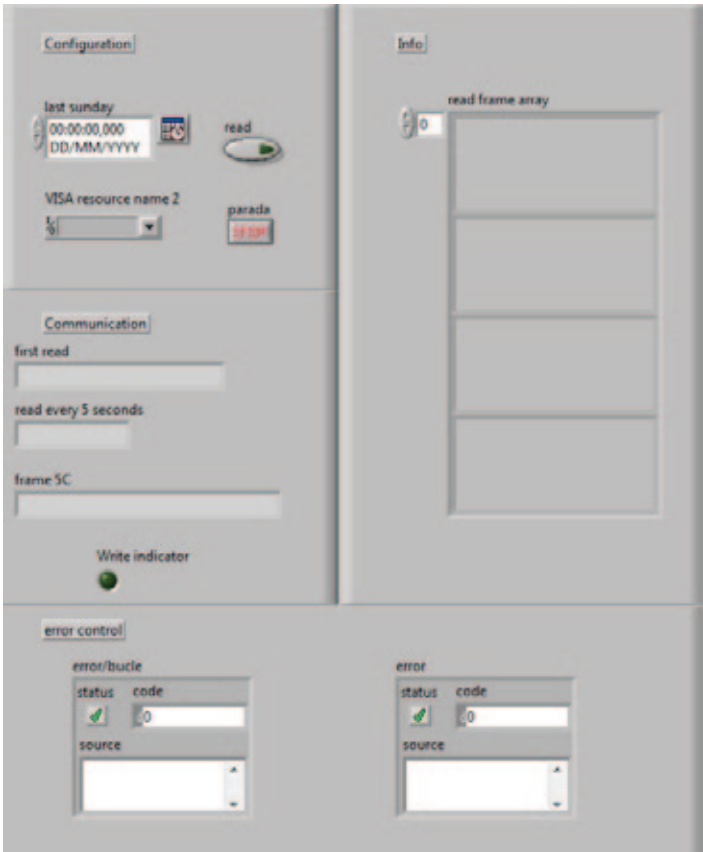 Configuration
last sunday
00:00:00,000
DD/MM/YYYY
read
VISA resource name 2
parada
Communication
first read
read every 5 seconds
frame 5C
Write indicator
Info
read frame array
0
error control
error/bucle
status code
0
source
error
status code
0
source